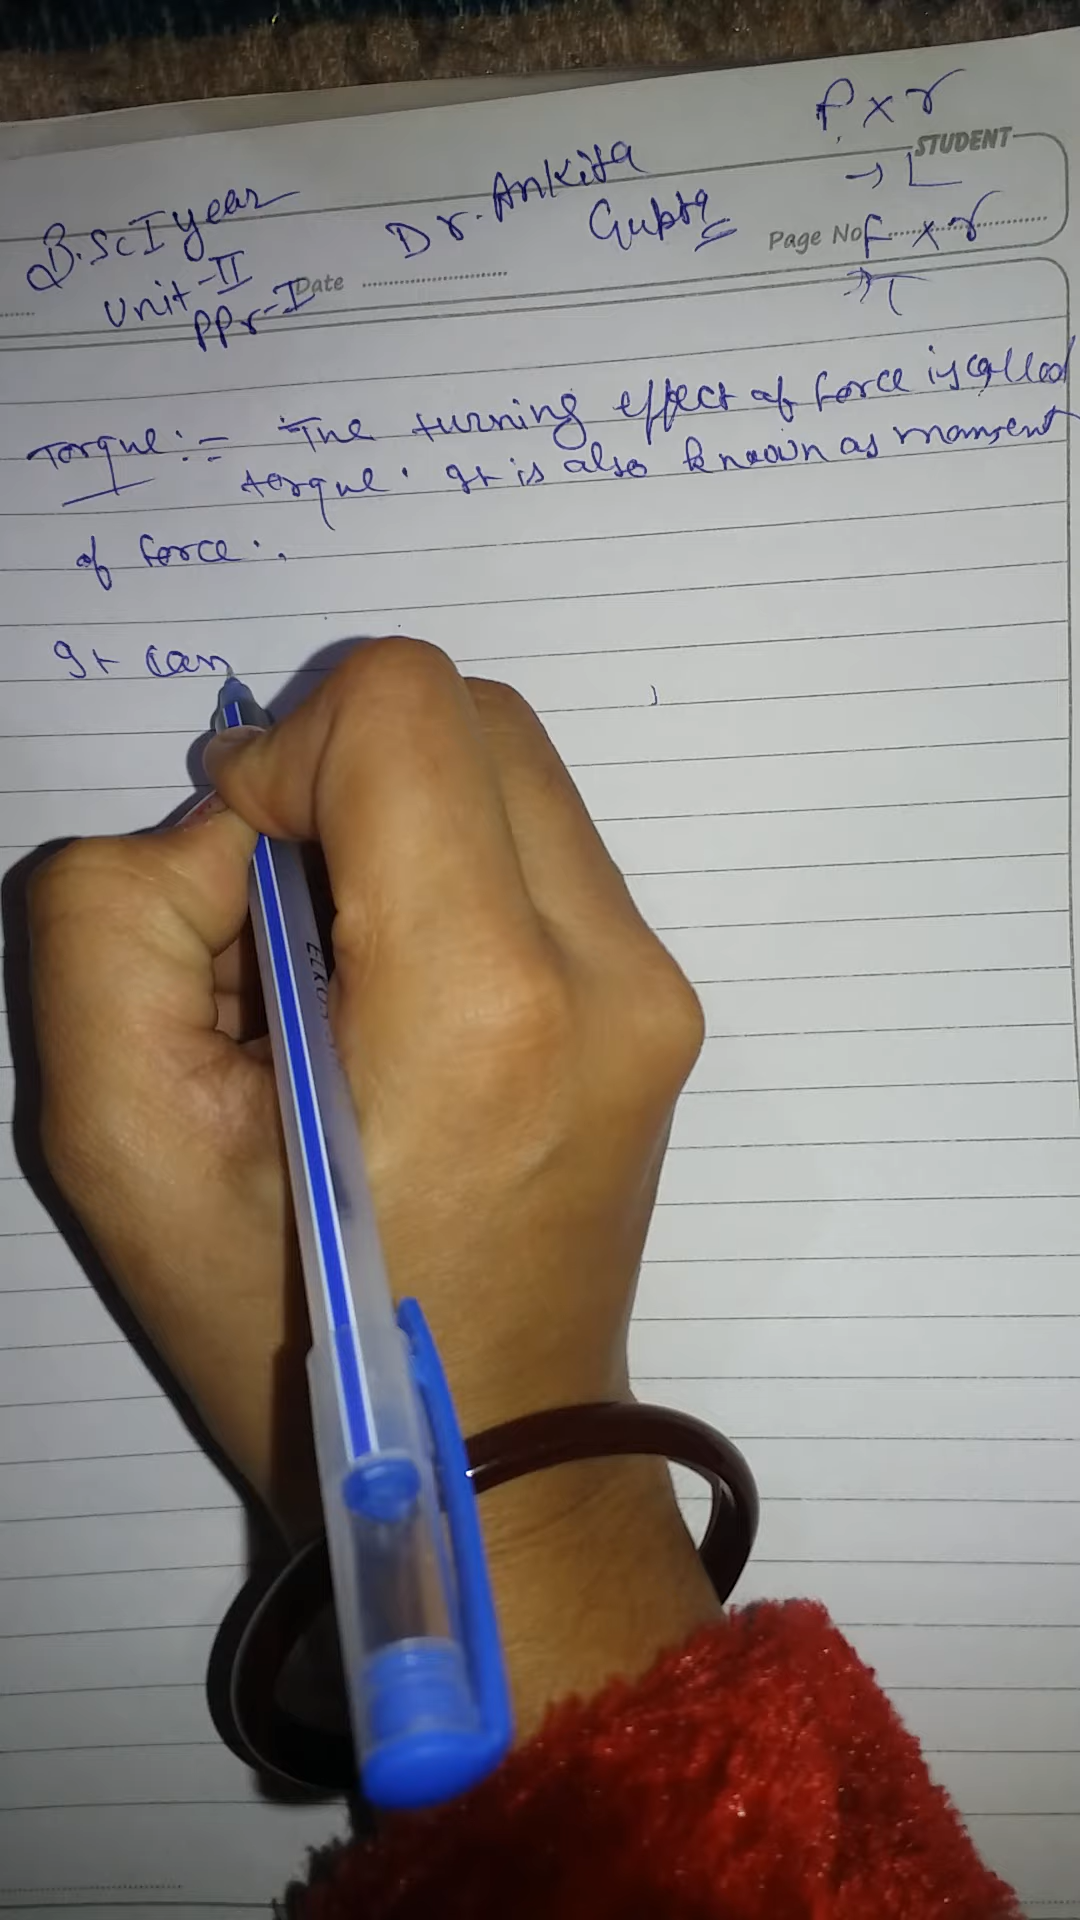 P × r
STUDENT
→ L
B.Sc I year
Dr. Ankita
Gupta
Page No. F × r
Unit-II
Date
→ τ
PPr-I
Torque :- The turning effect of force is called
torque. It is also known as moment
of force.
It can
ELKOS